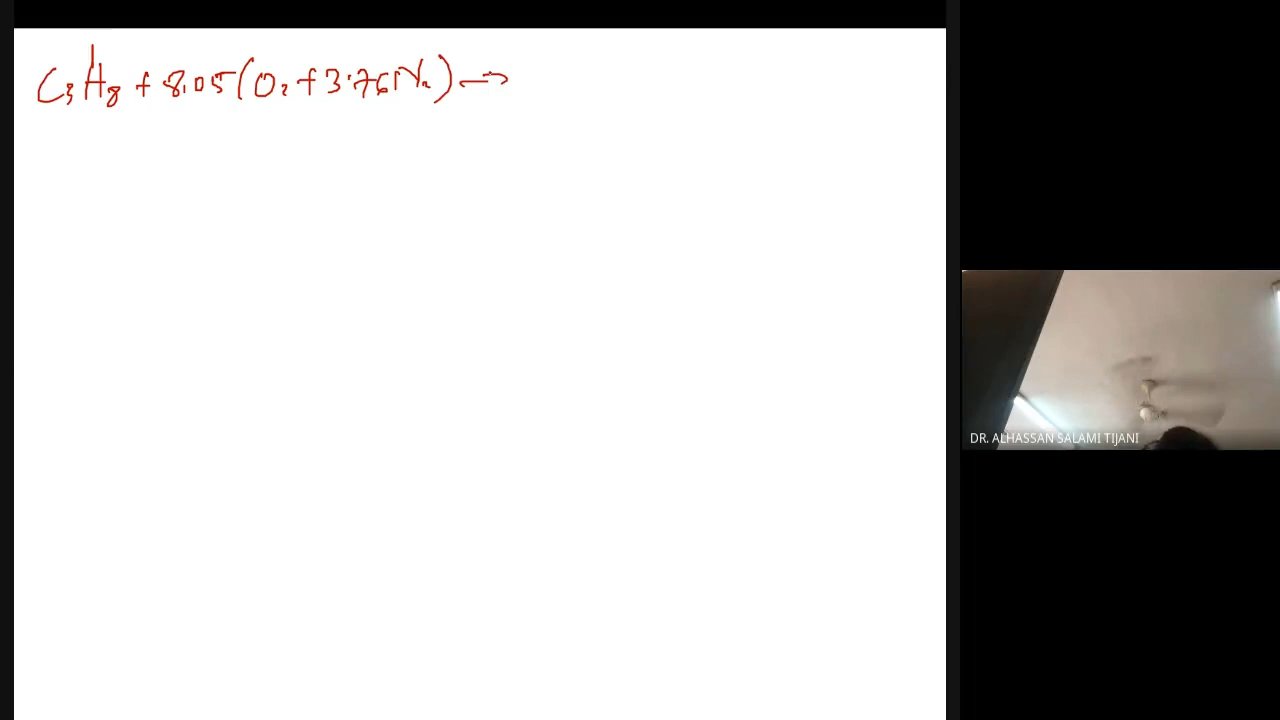 C₃H₈ + 8.05(O₂ + 3.76N₂) →
DR. ALHASSAN SALAMI TIJANI